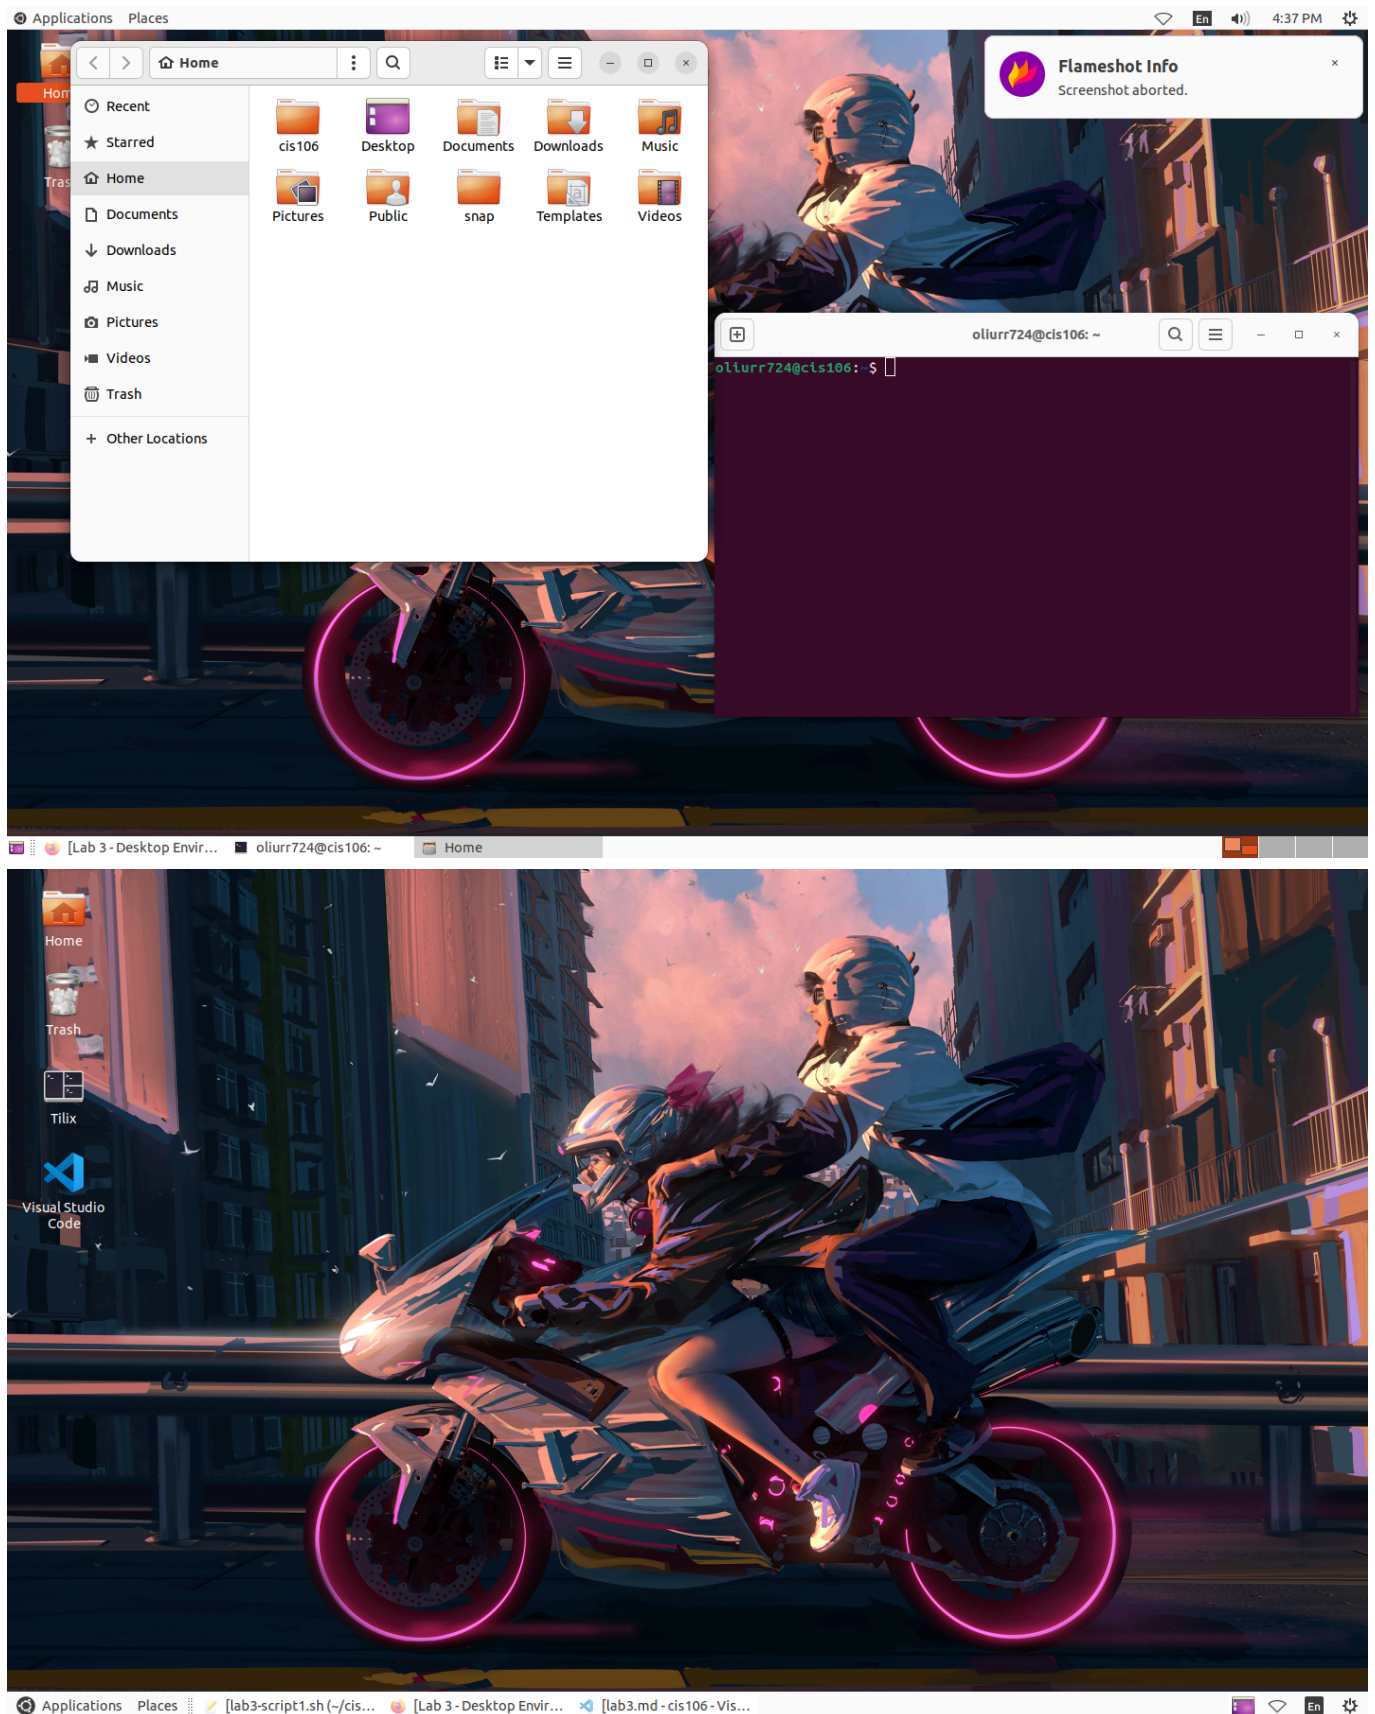 Applications Places En 4:37 PM
Home
Flameshot Info
Screenshot aborted.
Recent
Starred
Home
Documents
Downloads
Music
Pictures
Videos
Trash
Other Locations
cis106 Desktop Documents Downloads Music
Pictures Public snap Templates Videos
Hom
Tras
oliurr724@cis106: ~
oliurr724@cis106:~$
[Lab 3 - Desktop Envir... oliurr724@cis106: ~ Home
Home
Trash
Tilix
Visual Studio
Code
Applications Places [lab3-script1.sh (~/cis... [Lab 3 - Desktop Envir... [lab3.md - cis106 - Vis... En